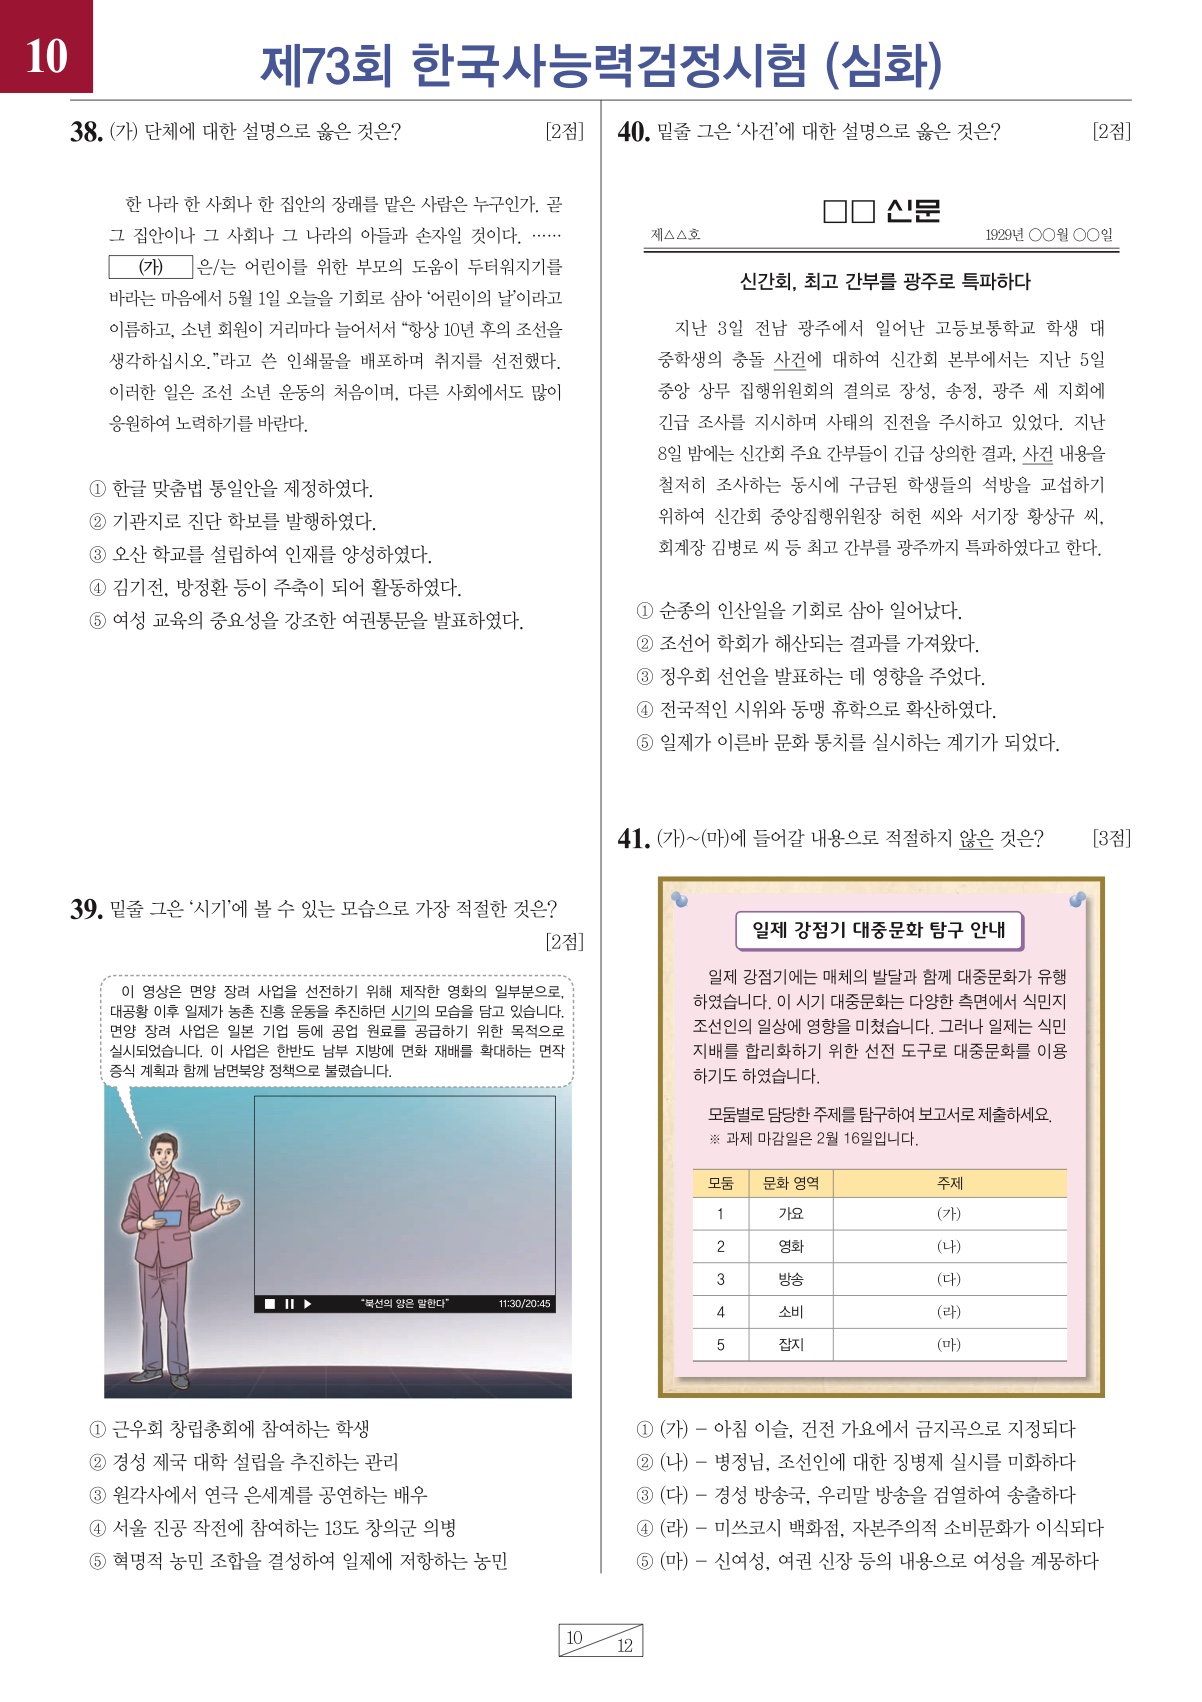 10
제73회 한국사능력검정시험 (심화)
38. (가) 단체에 대한 설명으로 옳은 것은? [2점]
한 나라 한 사회나 한 집안의 장래를 맡은 사람은 누구인가. 곧
그 집안이나 그 사회나 그 나라의 아들과 손자일 것이다. ……
(가) 은/는 어린이를 위한 부모의 도움이 두터워지기를
바라는 마음에서 5월 1일 오늘을 기회로 삼아 ‘어린이의 날’이라고
이름하고, 소년 회원이 거리마다 늘어서서 “항상 10년 후의 조선을
생각하십시오.”라고 쓴 인쇄물을 배포하며 취지를 선전했다.
이러한 일은 조선 소년 운동의 처음이며, 다른 사회에서도 많이
응원하여 노력하기를 바란다.
① 한글 맞춤법 통일안을 제정하였다.
② 기관지로 진단 학보를 발행하였다.
③ 오산 학교를 설립하여 인재를 양성하였다.
④ 김기전, 방정환 등이 주축이 되어 활동하였다.
⑤ 여성 교육의 중요성을 강조한 여권통문을 발표하였다.
39. 밑줄 그은 ‘시기’에 볼 수 있는 모습으로 가장 적절한 것은?
[2점]
이 영상은 면양 장려 사업을 선전하기 위해 제작한 영화의 일부분으로,
대공황 이후 일제가 농촌 진흥 운동을 추진하던 시기의 모습을 담고 있습니다.
면양 장려 사업은 일본 기업 등에 공업 원료를 공급하기 위한 목적으로
실시되었습니다. 이 사업은 한반도 남부 지방에 면화 재배를 확대하는 면작
증식 계획과 함께 남면북양 정책으로 불렸습니다.
“북선의 양은 말한다” 11:30/20:45
① 근우회 창립총회에 참여하는 학생
② 경성 제국 대학 설립을 추진하는 관리
③ 원각사에서 연극 은세계를 공연하는 배우
④ 서울 진공 작전에 참여하는 13도 창의군 의병
⑤ 혁명적 농민 조합을 결성하여 일제에 저항하는 농민
40. 밑줄 그은 ‘사건’에 대한 설명으로 옳은 것은? [2점]
□□ 신문
제△△호 1929년 ○○월 ○○일
신간회, 최고 간부를 광주로 특파하다
지난 3일 전남 광주에서 일어난 고등보통학교 학생 대
중학생의 충돌 사건에 대하여 신간회 본부에서는 지난 5일
중앙 상무 집행위원회의 결의로 장성, 송정, 광주 세 지회에
긴급 조사를 지시하며 사태의 진전을 주시하고 있었다. 지난
8일 밤에는 신간회 주요 간부들이 긴급 상의한 결과, 사건 내용을
철저히 조사하는 동시에 구금된 학생들의 석방을 교섭하기
위하여 신간회 중앙집행위원장 허헌 씨와 서기장 황상규 씨,
회계장 김병로 씨 등 최고 간부를 광주까지 특파하였다고 한다.
① 순종의 인산일을 기회로 삼아 일어났다.
② 조선어 학회가 해산되는 결과를 가져왔다.
③ 정우회 선언을 발표하는 데 영향을 주었다.
④ 전국적인 시위와 동맹 휴학으로 확산하였다.
⑤ 일제가 이른바 문화 통치를 실시하는 계기가 되었다.
41. (가)~(마)에 들어갈 내용으로 적절하지 않은 것은? [3점]
일제 강점기 대중문화 탐구 안내
일제 강점기에는 매체의 발달과 함께 대중문화가 유행
하였습니다. 이 시기 대중문화는 다양한 측면에서 식민지
조선인의 일상에 영향을 미쳤습니다. 그러나 일제는 식민
지배를 합리화하기 위한 선전 도구로 대중문화를 이용
하기도 하였습니다.
모둠별로 담당한 주제를 탐구하여 보고서로 제출하세요.
※ 과제 마감일은 2월 16일입니다.
모둠 문화 영역 주제
1 가요 (가)
2 영화 (나)
3 방송 (다)
4 소비 (라)
5 잡지 (마)
① (가) – 아침 이슬, 건전 가요에서 금지곡으로 지정되다
② (나) – 병정님, 조선인에 대한 징병제 실시를 미화하다
③ (다) – 경성 방송국, 우리말 방송을 검열하여 송출하다
④ (라) – 미쓰코시 백화점, 자본주의적 소비문화가 이식되다
⑤ (마) – 신여성, 여권 신장 등의 내용으로 여성을 계몽하다
10
12